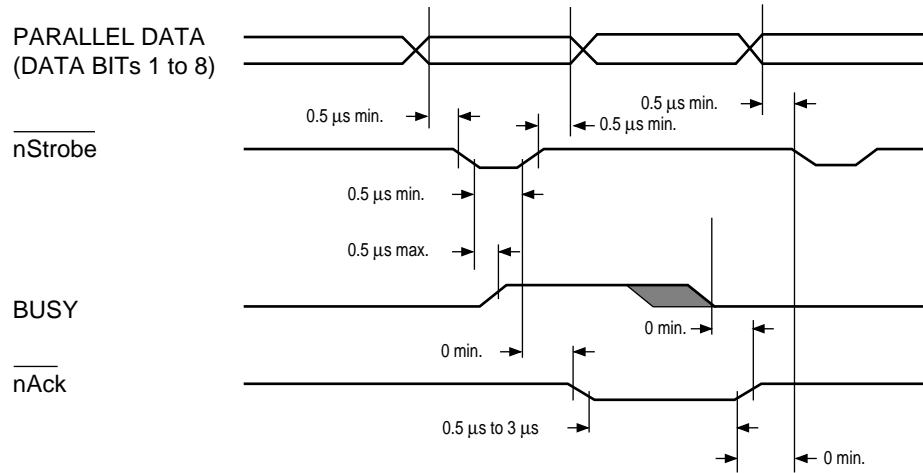 PARALLEL DATA
(DATA BITs 1 to 8)
0.5 μs min.
0.5 μs min.
0.5 μs min.
nStrobe
0.5 μs min.
0.5 μs max.
BUSY
0 min.
0 min.
nAck
0.5 μs to 3 μs
0 min.